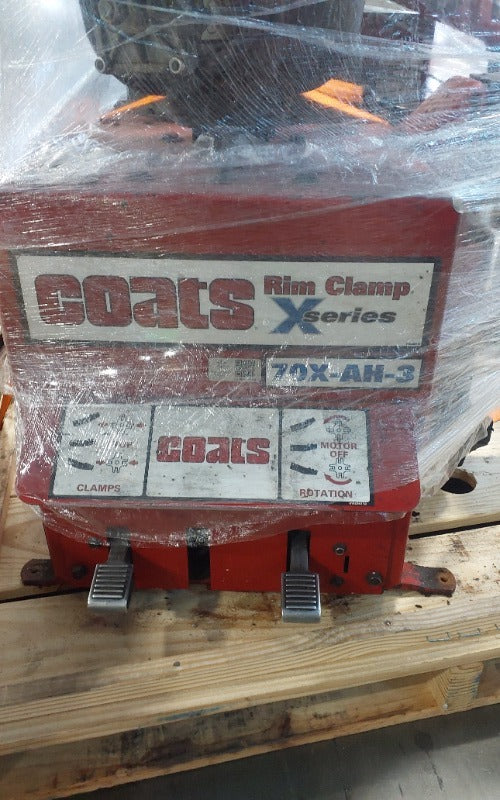 coats Rim Clamp
X series
70X-AH-3
coats
MOTOR
OFF
CLAMPS
ROTATION